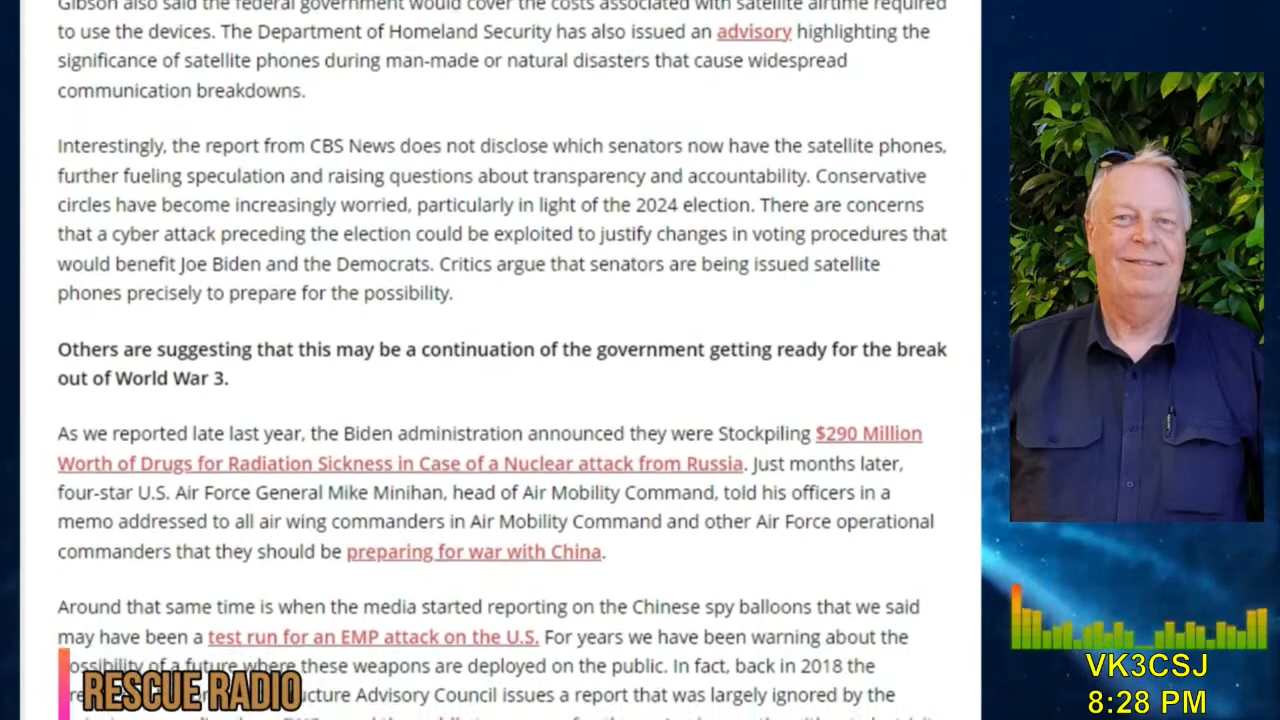 Gibson also said the federal government would cover the costs associated with satellite airtime required
to use the devices. The Department of Homeland Security has also issued an advisory highlighting the
significance of satellite phones during man-made or natural disasters that cause widespread
communication breakdowns.
Interestingly, the report from CBS News does not disclose which senators now have the satellite phones,
further fueling speculation and raising questions about transparency and accountability. Conservative
circles have become increasingly worried, particularly in light of the 2024 election. There are concerns
that a cyber attack preceding the election could be exploited to justify changes in voting procedures that
would benefit Joe Biden and the Democrats. Critics argue that senators are being issued satellite
phones precisely to prepare for the possibility.
Others are suggesting that this may be a continuation of the government getting ready for the break
out of World War 3.
As we reported late last year, the Biden administration announced they were Stockpiling $290 Million
Worth of Drugs for Radiation Sickness in Case of a Nuclear attack from Russia. Just months later,
four-star U.S. Air Force General Mike Minihan, head of Air Mobility Command, told his officers in a
memo addressed to all air wing commanders in Air Mobility Command and other Air Force operational
commanders that they should be preparing for war with China.
Around that same time is when the media started reporting on the Chinese spy balloons that we said
may have been a test run for an EMP attack on the U.S. For years we have been warning about the
possibility of a future where these weapons are deployed on the public. In fact, back in 2018 the
ucture Advisory Council issues a report that was largely ignored by the
RESCUE RADIO
VK3CSJ
8:28 PM